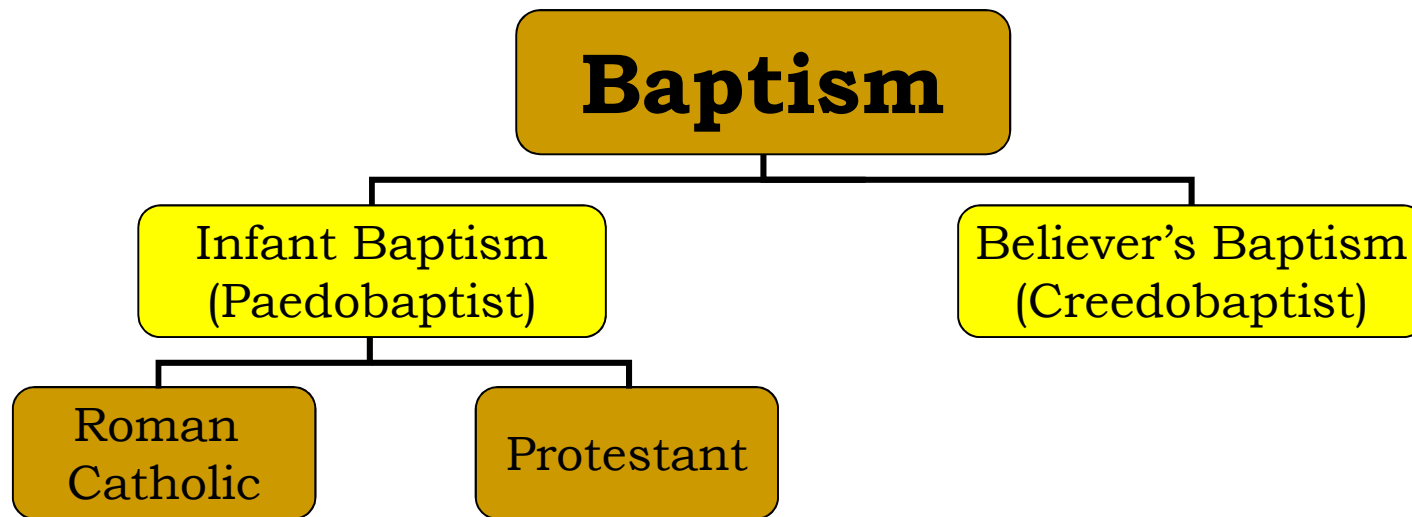 Baptism
Infant Baptism
(Paedobaptist)
Believer’s Baptism
(Creedobaptist)
Roman
Catholic
Protestant